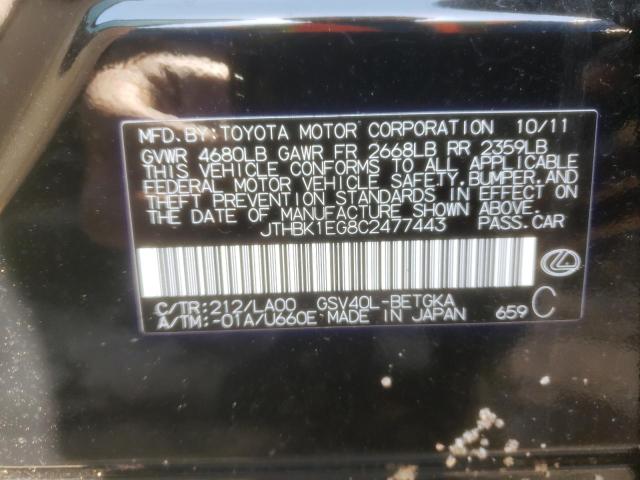 MFD.BY:TOYOTA MOTOR CORPORATION 10/11
GVWR 4680LB GAWR FR 2668LB RR 2359LB
THIS VEHICLE CONFORMS TO ALL APPLICABLE
FEDERAL MOTOR VEHICLE SAFETY, BUMPER, AND
THEFT PREVENTION STANDARDS IN EFFECT ON
THE DATE OF MANUFACTURE SHOWN ABOVE.
JTHBK1EG8C2477443 PASS.CAR
C/TR:212/LA00 GSV40L-BETGKA
A/TM:-01A/U660E MADE IN JAPAN 659 C